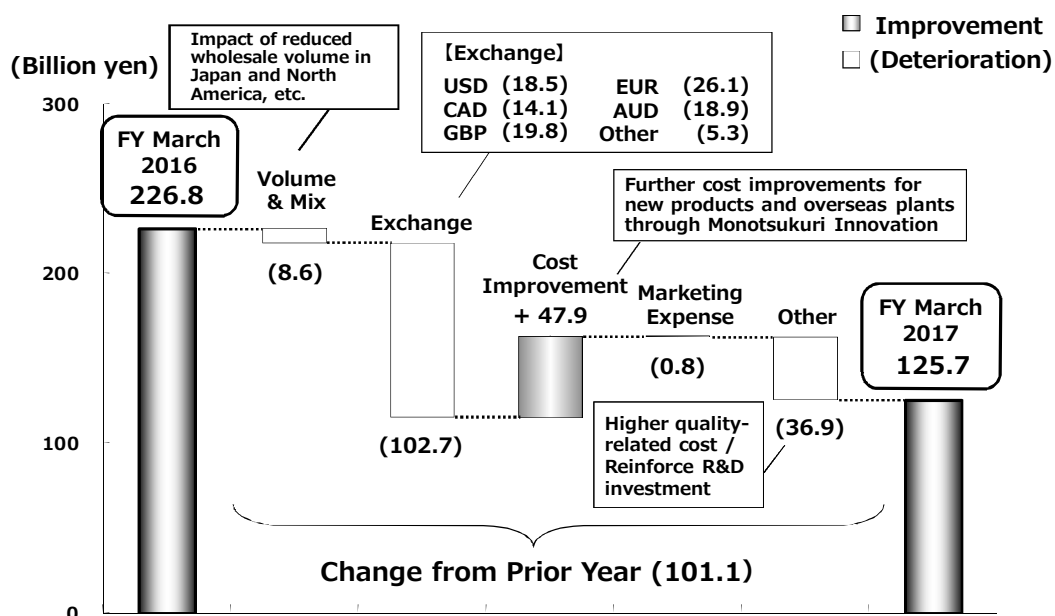 Improvement
(Deterioration)
(Billion yen)
Impact of reduced
wholesale volume in
Japan and North
America, etc.
【Exchange】
USD (18.5) EUR (26.1)
CAD (14.1) AUD (18.9)
GBP (19.8) Other (5.3)
300
FY March
2016
226.8
Volume
& Mix
Exchange
Further cost improvements for
new products and overseas plants
through Monotsukuri Innovation
200
(8.6)
Cost
Improvement
+ 47.9
Marketing
Expense
Other
FY March
2017
125.7
(0.8)
100
(102.7)
Higher quality-
related cost /
Reinforce R&D
investment
(36.9)
Change from Prior Year (101.1)
0